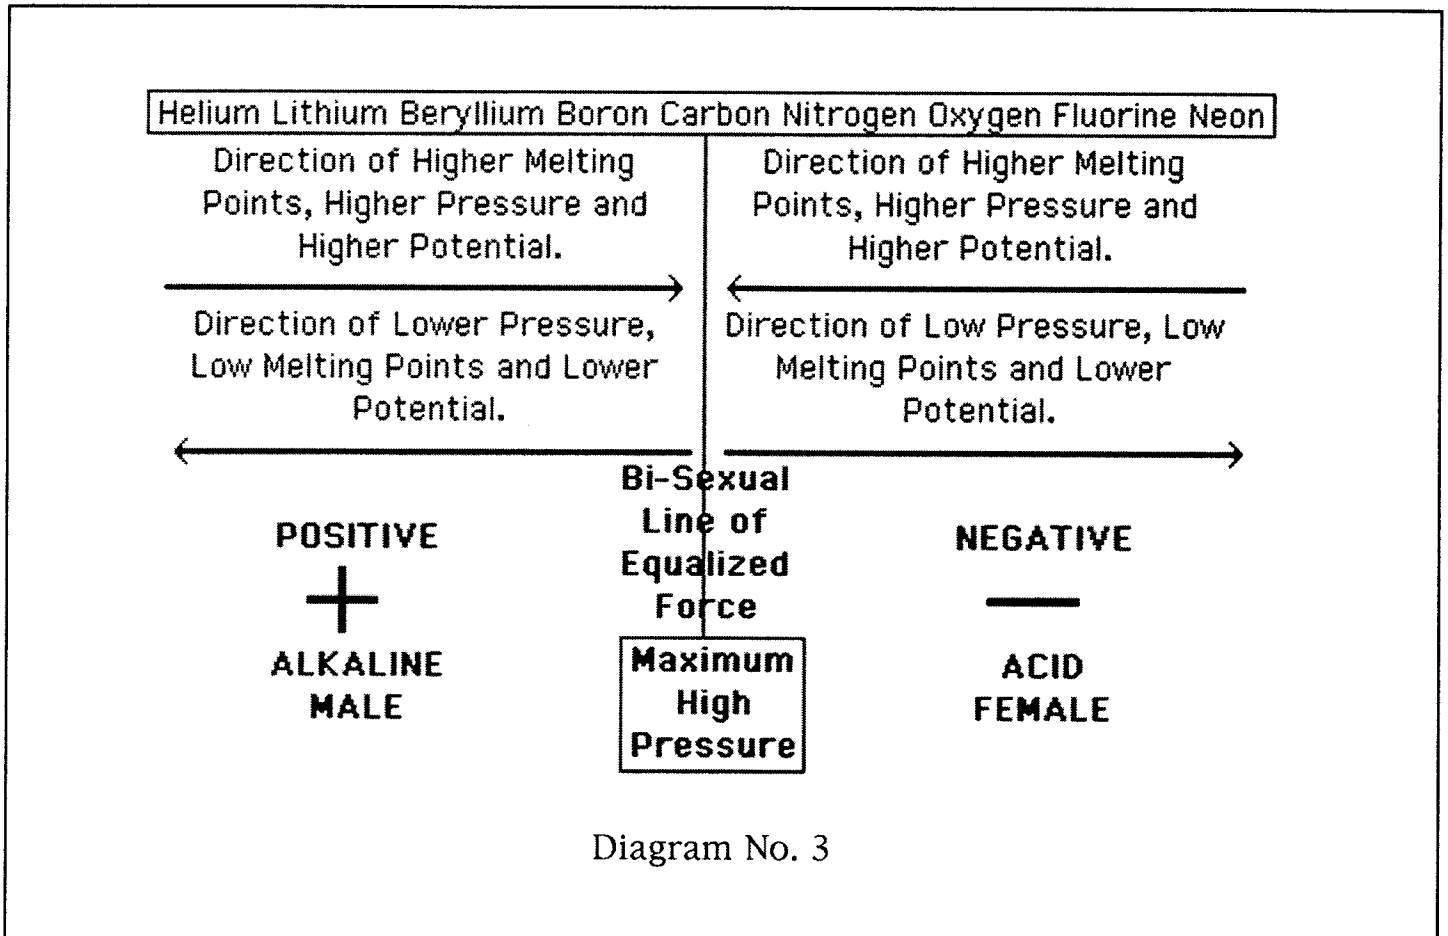 Helium Lithium Beryllium Boron Carbon Nitrogen Oxygen Fluorine Neon
Direction of Higher Melting
Points, Higher Pressure and
Higher Potential.
Direction of Higher Melting
Points, Higher Pressure and
Higher Potential.
Direction of Lower Pressure,
Low Melting Points and Lower
Potential.
Direction of Low Pressure, Low
Melting Points and Lower
Potential.
Bi-Sexual
Line of
Equalized
Force
POSITIVE
+
ALKALINE
MALE
NEGATIVE
—
ACID
FEMALE
Maximum
High
Pressure
Diagram No. 3